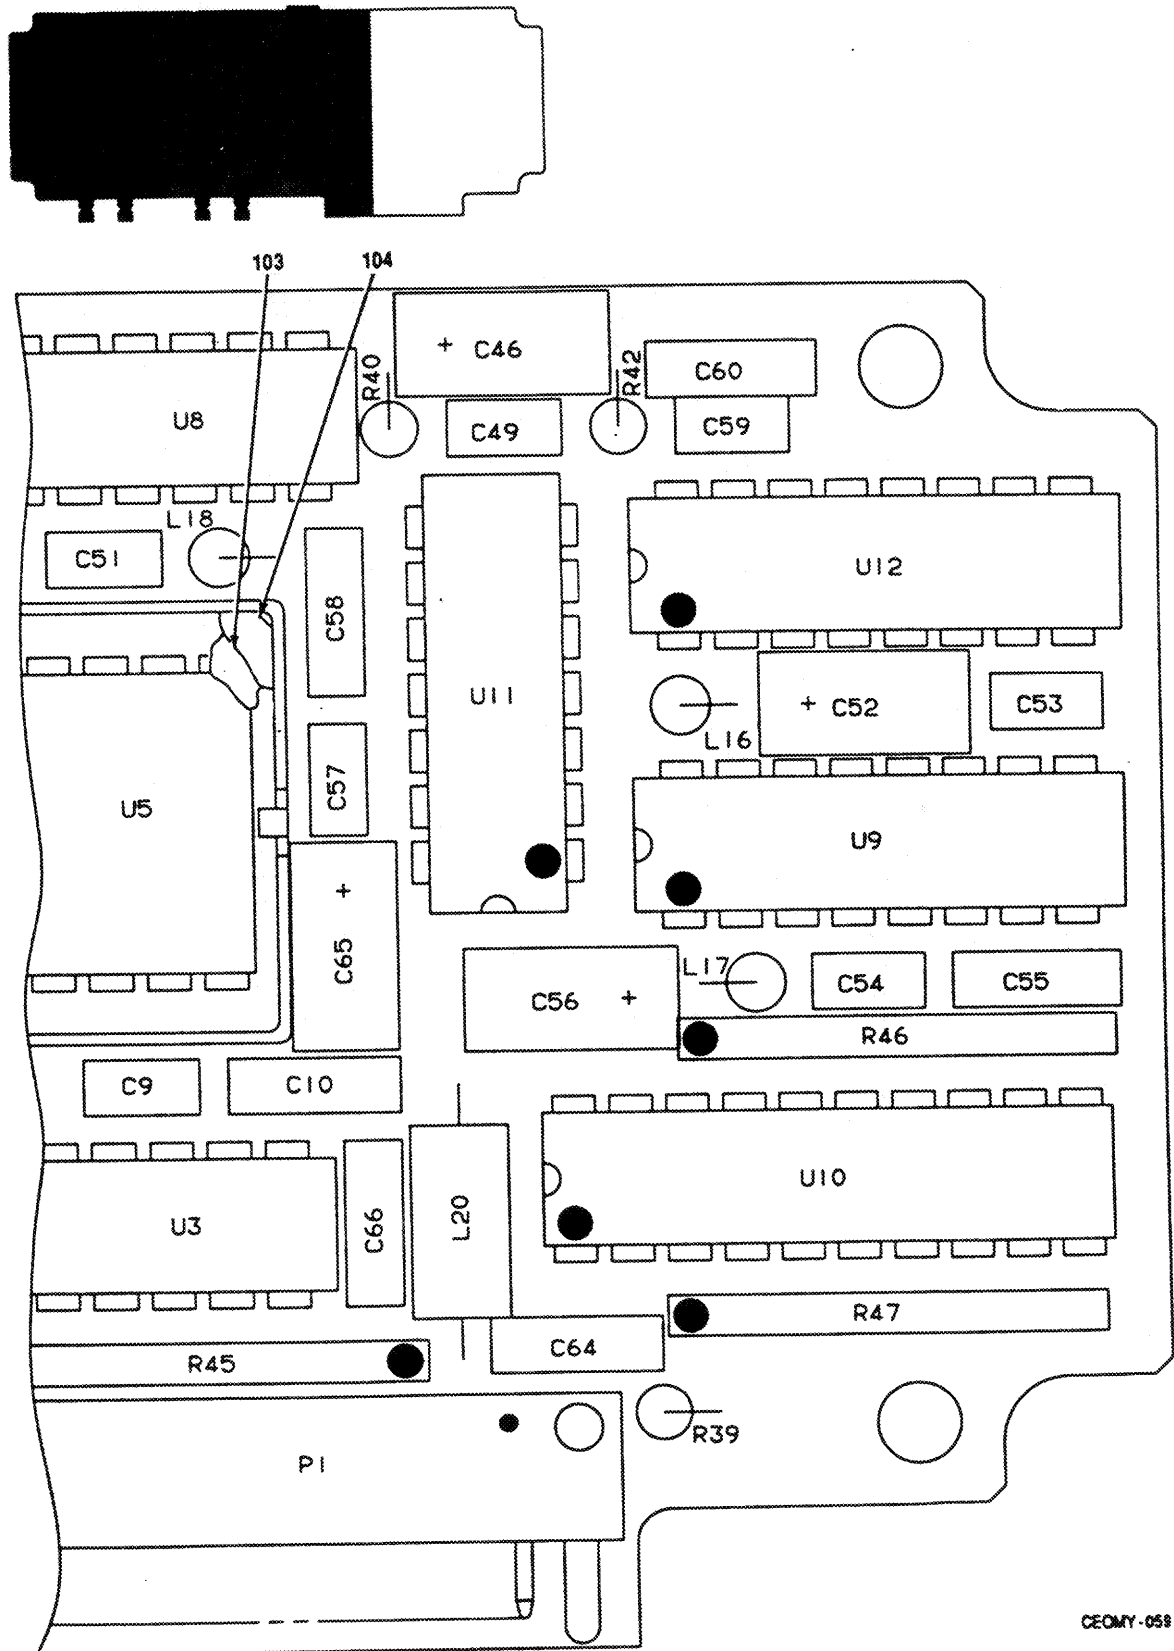 103
104
R40
+ C46
R42
C60
U8
C49
C59
L18
C51
C58
U12
U11
+ C52
C53
L16
C57
U5
U9
+
C65
L17
C56 +
C54
C55
R46
C9
C10
U10
U3
C66
L20
R47
R45
C64
R39
P1
CEOMY-058